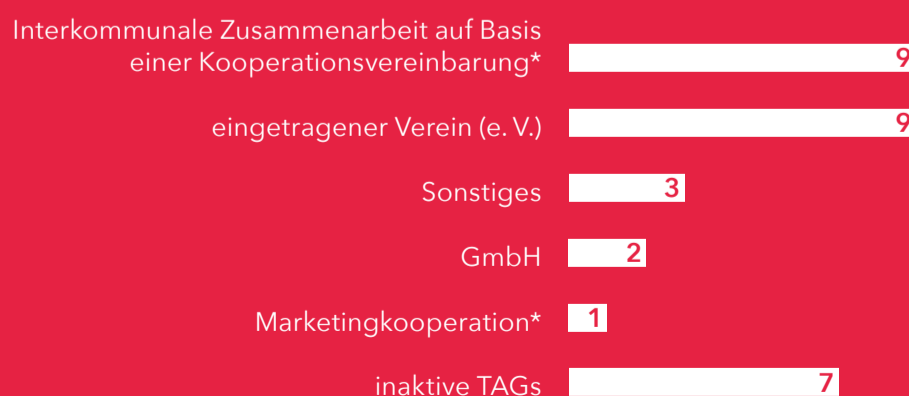 Interkommunale Zusammenarbeit auf Basis
einer Kooperationsvereinbarung* 9
eingetragener Verein (e. V.) 9
Sonstiges 3
GmbH 2
Marketingkooperation* 1
inaktive TAGs 7